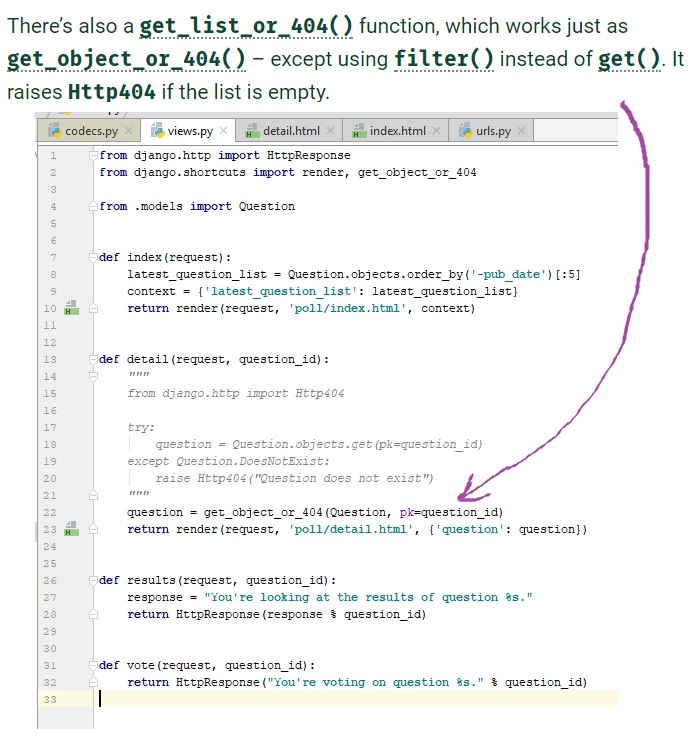 There’s also a get_list_or_404() function, which works just as
get_object_or_404() – except using filter() instead of get(). It
raises Http404 if the list is empty.
codecs.py × views.py × detail.html × index.html × urls.py ×
1 from django.http import HttpResponse
2 from django.shortcuts import render, get_object_or_404
3
4 from .models import Question
5
6
7 def index(request):
8 latest_question_list = Question.objects.order_by('-pub_date')[:5]
9 context = {'latest_question_list': latest_question_list}
10 return render(request, 'poll/index.html', context)
11
12
13 def detail(request, question_id):
14 """
15 from django.http import Http404
16
17 try:
18 question = Question.objects.get(pk=question_id)
19 except Question.DoesNotExist:
20 raise Http404("Question does not exist")
21 """
22 question = get_object_or_404(Question, pk=question_id)
23 return render(request, 'poll/detail.html', {'question': question})
24
25
26 def results(request, question_id):
27 response = "You're looking at the results of question %s."
28 return HttpResponse(response % question_id)
29
30
31 def vote(request, question_id):
32 return HttpResponse("You're voting on question %s." % question_id)
33